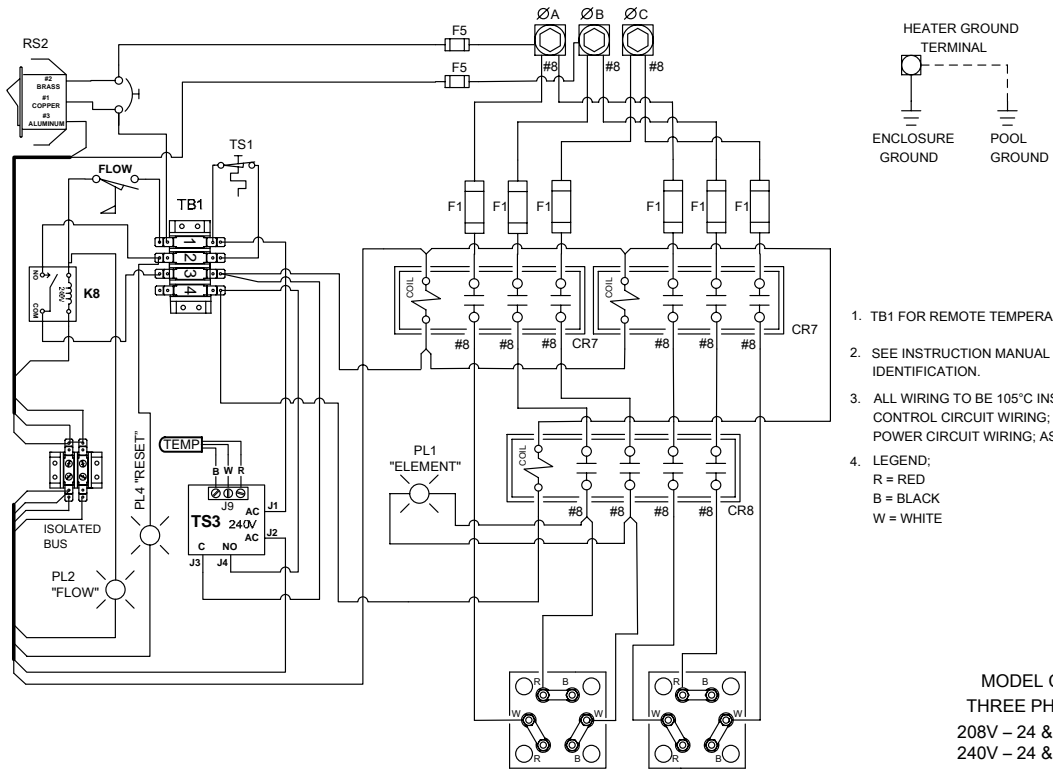 ØA ØB ØC
F5
F5
#8 #8 #8
RS2
#2
BRASS
#1
COPPER
#3
ALUMINUM
HEATER GROUND
TERMINAL
ENCLOSURE
GROUND
POOL
GROUND
FLOW
TS1
TB1
1
2
3
4
F1 F1 F1 F1 F1 F1
NO
COM
240V
K8
COIL
COIL
#8 #8 #8 CR7
#8 #8 #8 CR7
1. TB1 FOR REMOTE TEMPERA
2. SEE INSTRUCTION MANUAL
IDENTIFICATION.
3. ALL WIRING TO BE 105°C INS
CONTROL CIRCUIT WIRING;
POWER CIRCUIT WIRING; AS
4. LEGEND;
R = RED
B = BLACK
W = WHITE
TEMP
B W R
J9
TS3
AC
240V
AC
C NO
J1
J2
J3 J4
PL1
"ELEMENT"
COIL
#8 #8 #8 #8 CR8
PL4 "RESET"
ISOLATED
BUS
PL2
"FLOW"
R B
W W
R B
R B
W W
R B
MODEL
THREE PH
208V – 24 &
240V – 24 &